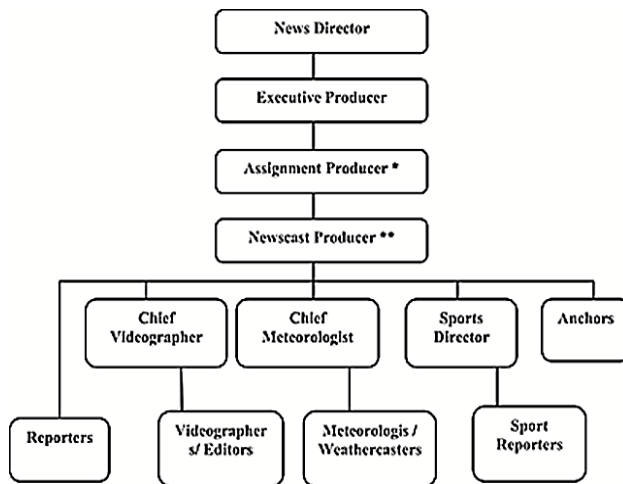 News Director
Executive Producer
Assignment Producer *
Newscast Producer **
Chief
Videographer
Chief
Meteorologist
Sports
Director
Anchors
Reporters
Videographer
s/ Editors
Meteorologis /
Weathercasters
Sport
Reporters